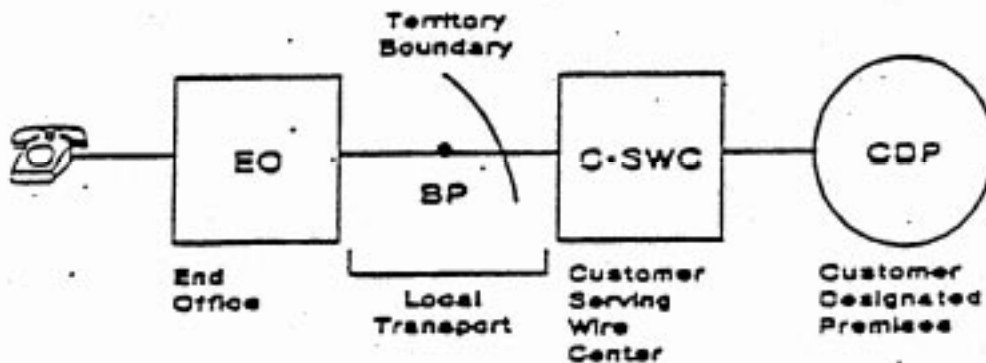 Territory
Boundary
EO
BP
C-SWC
CDP
End
Office
Local
Transport
Customer
Serving
Wire
Center
Customer
Designated
Premises